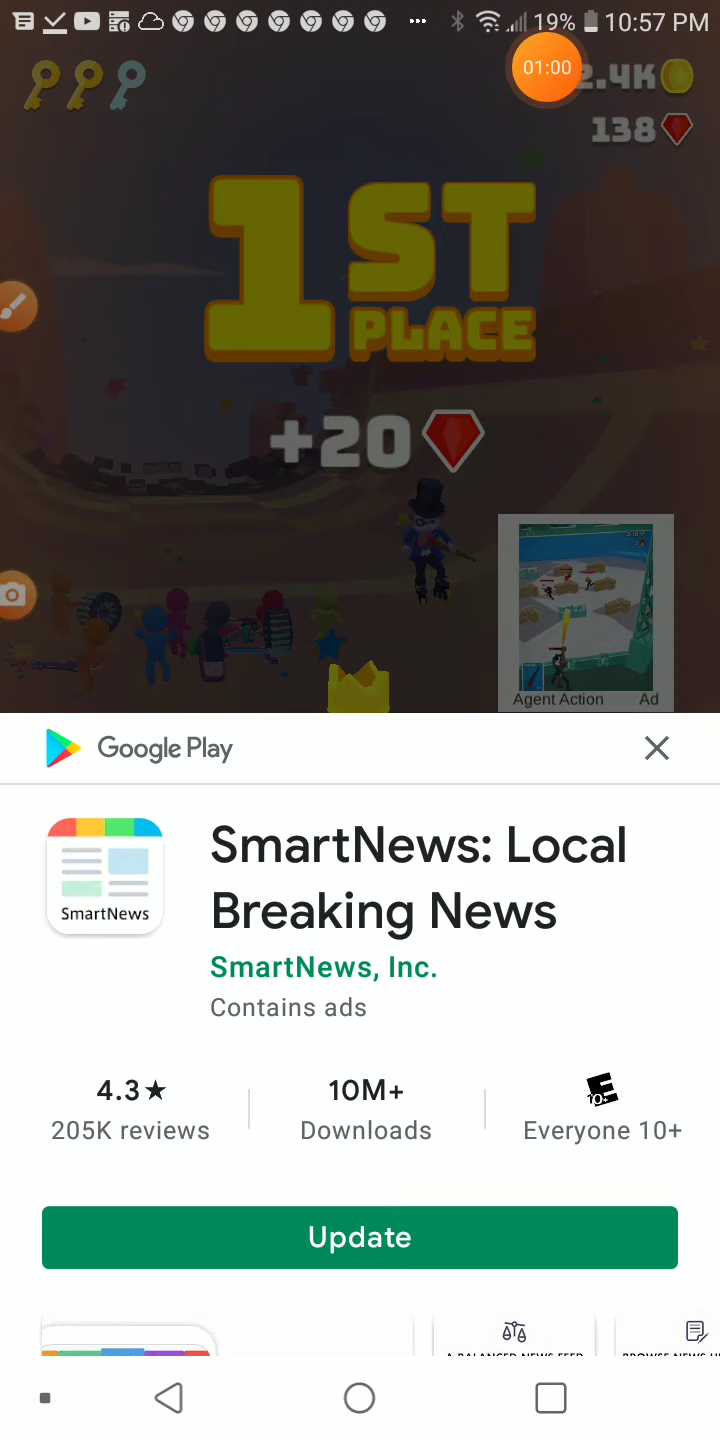 19% 10:57 PM
01:00
2.4K
138
1ST
PLACE
+20
Agent Action Ad
Google Play
SmartNews
SmartNews: Local
Breaking News
SmartNews, Inc.
Contains ads
4.3★
205K reviews
10M+
Downloads
E
10+
Everyone 10+
Update